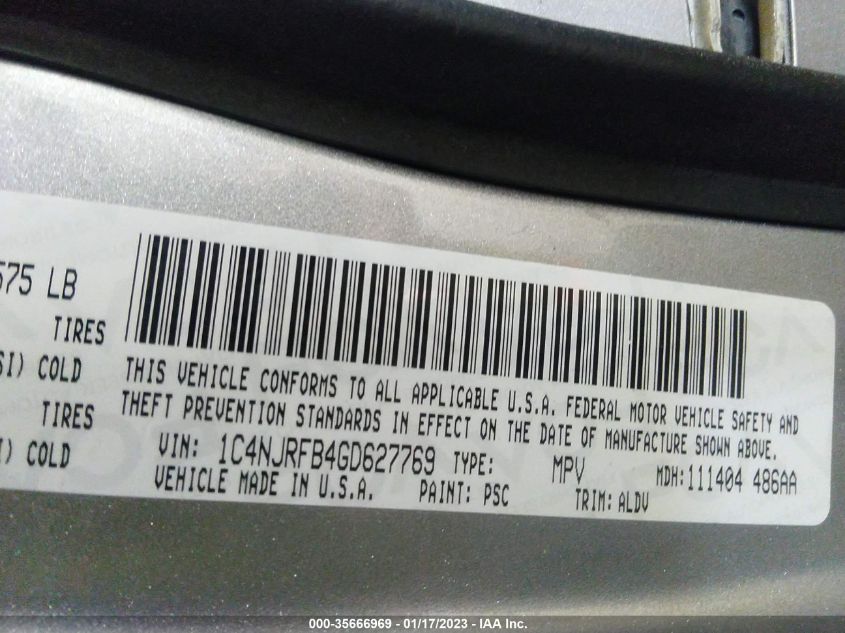 575 LB
TIRES
SI) COLD
TIRES
I) COLD
THIS VEHICLE CONFORMS TO ALL APPLICABLE U.S.A. FEDERAL MOTOR VEHICLE SAFETY AND
THEFT PREVENTION STANDARDS IN EFFECT ON THE DATE OF MANUFACTURE SHOWN ABOVE.
VIN: 1C4NJRFB4GD627769 TYPE: MPV MDH:111404 486AA
VEHICLE MADE IN U.S.A. PAINT: PSC TRIM: ALDV
000-35666969 - 01/17/2023 - IAA Inc.